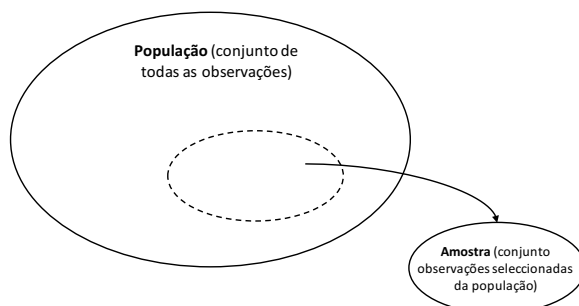 População (conjunto de
todas as observações)
Amostra (conjunto
observações seleccionadas
da população)